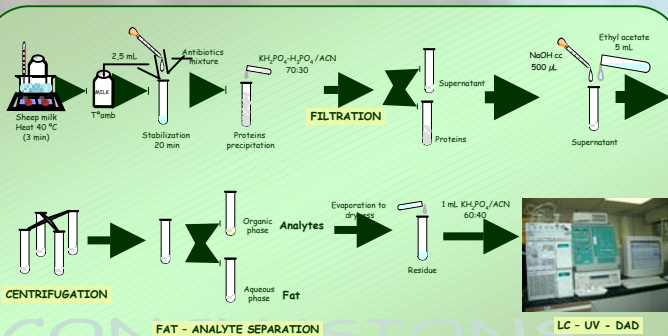 2,5 mL
Antibiotics
mixture
KH2PO4-H3PO4 /ACN
70:30
NaOH cc
500 µL
Ethyl acetate
5 mL
MILK
Sheep milk
Heat 40 ºC
(3 min)
Tºamb
Stabilization
20 min
Proteins
precipitation
FILTRATION
Supernatant
Proteins
Supernatant
CENTRIFUGATION
Organic
phase
Analytes
Aqueous
phase
Fat
FAT – ANALYTE SEPARATION
Evaporation to
dryness
Residue
1 mL KH2PO4/ACN
60:40
LC – UV - DAD